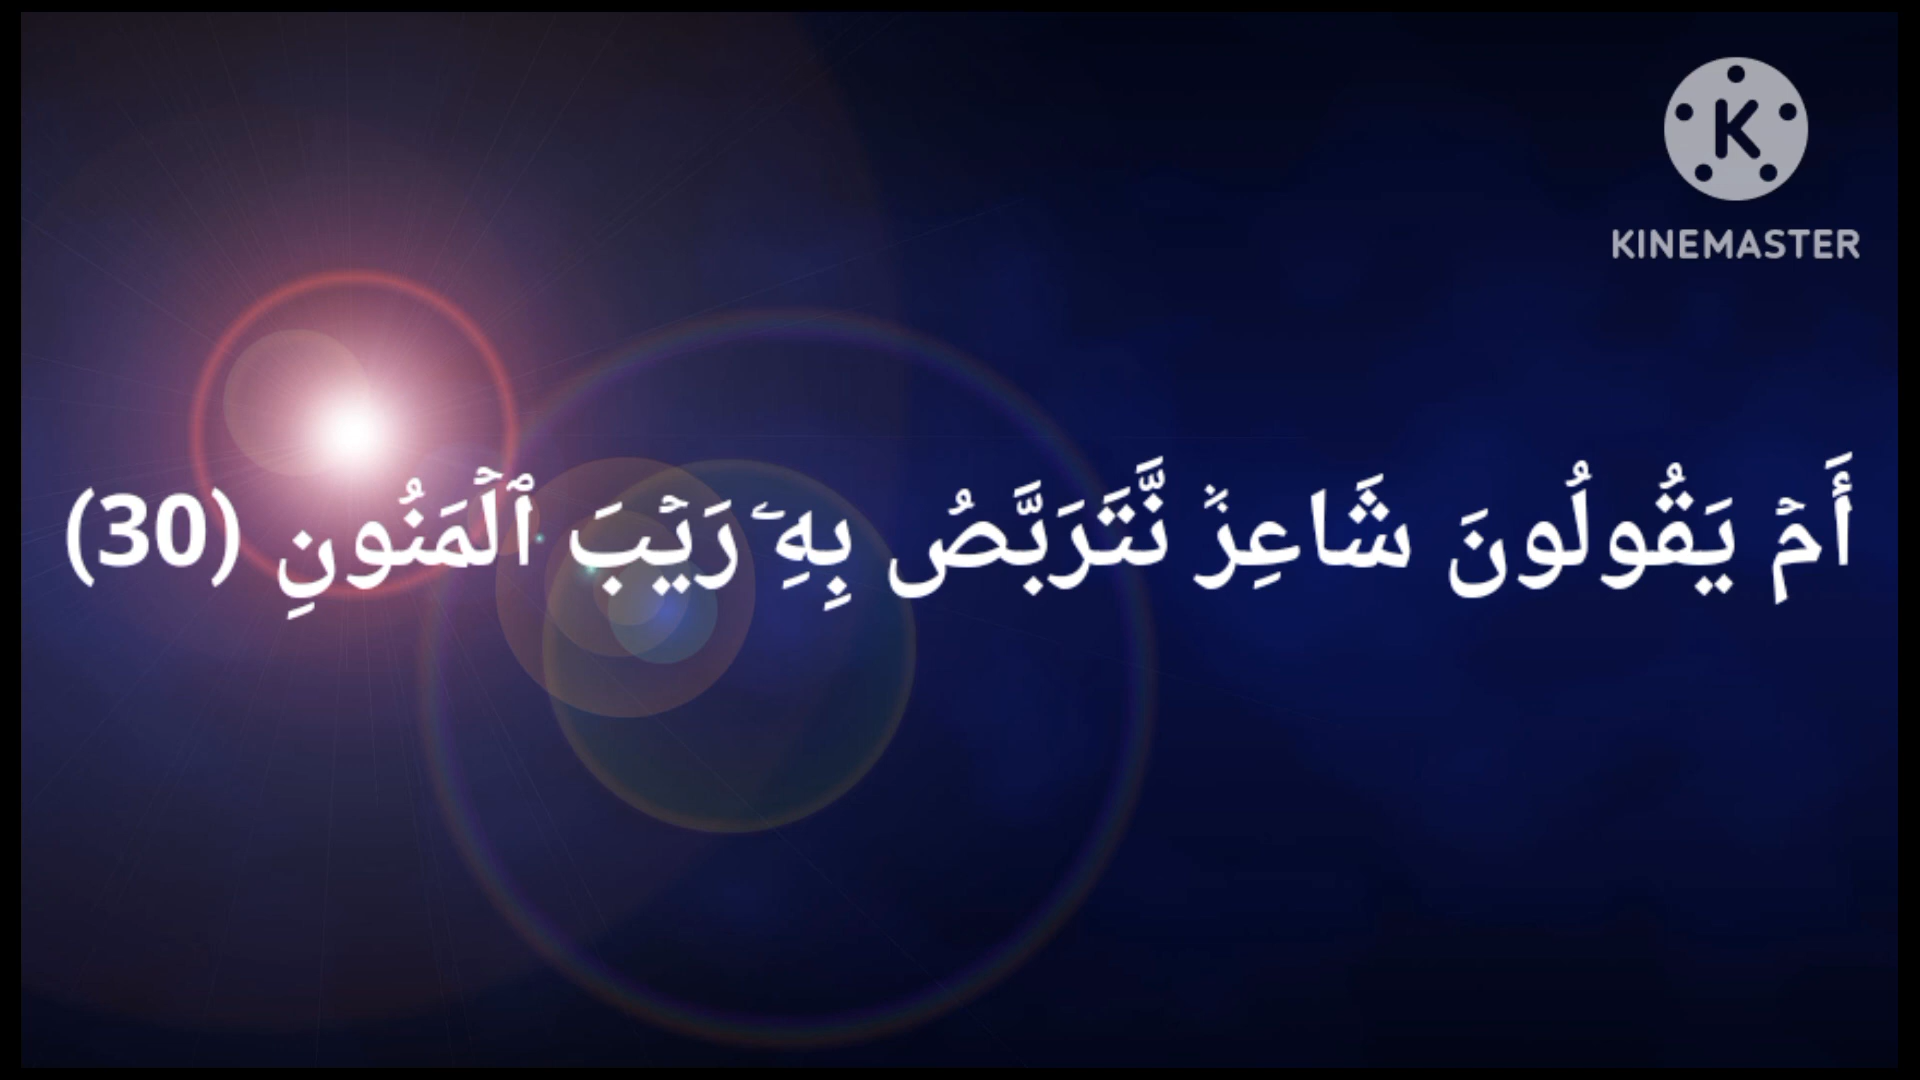 K
KINEMASTER
أَمۡ يَقُولُونَ شَاعِرٞ نَّتَرَبَّصُ بِهِۦ رَيۡبَ ٱلۡمَنُونِ (30)